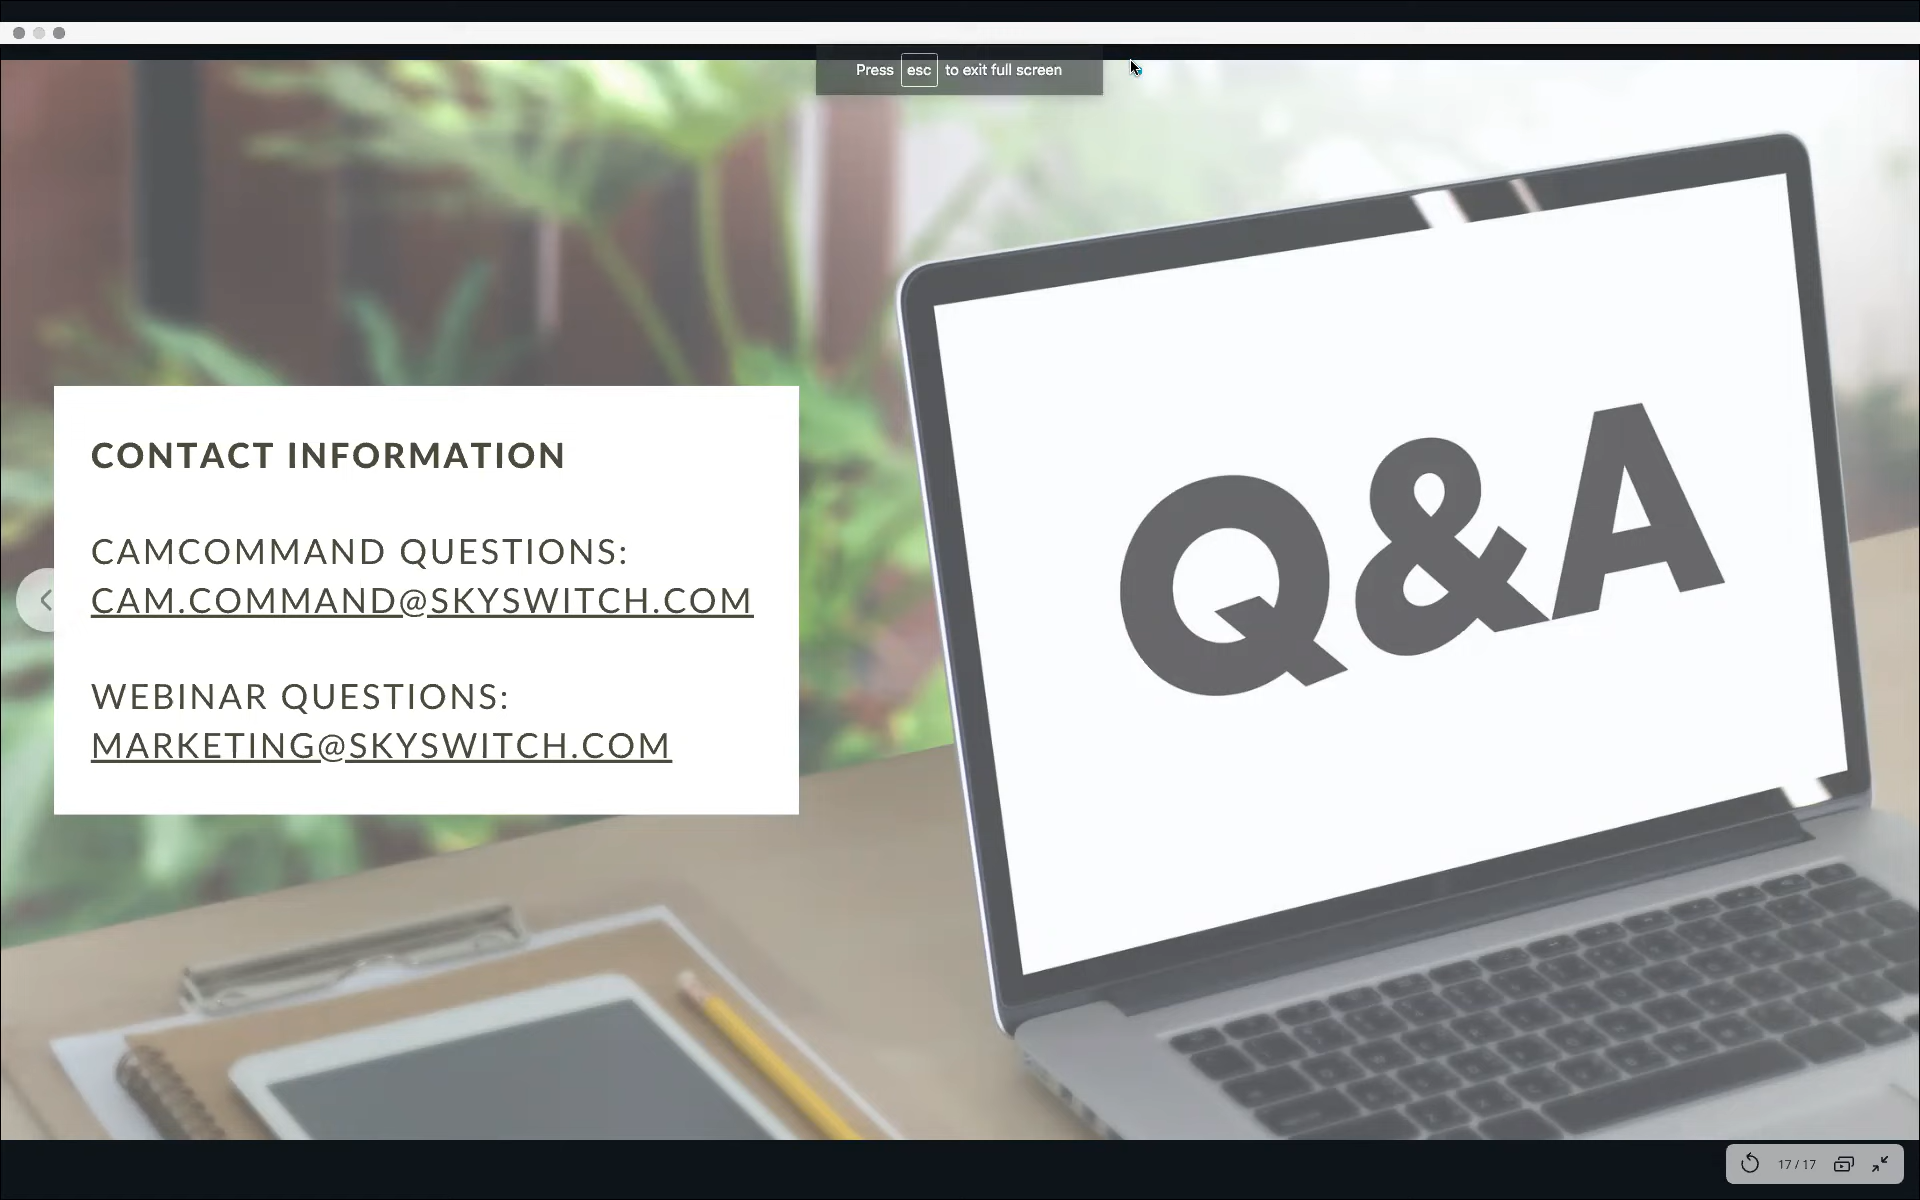 Press esc to exit full screen
CONTACT INFORMATION
CAMCOMMAND QUESTIONS:
CAM.COMMAND@SKYSWITCH.COM
WEBINAR QUESTIONS:
MARKETING@SKYSWITCH.COM
Q&A
17 / 17